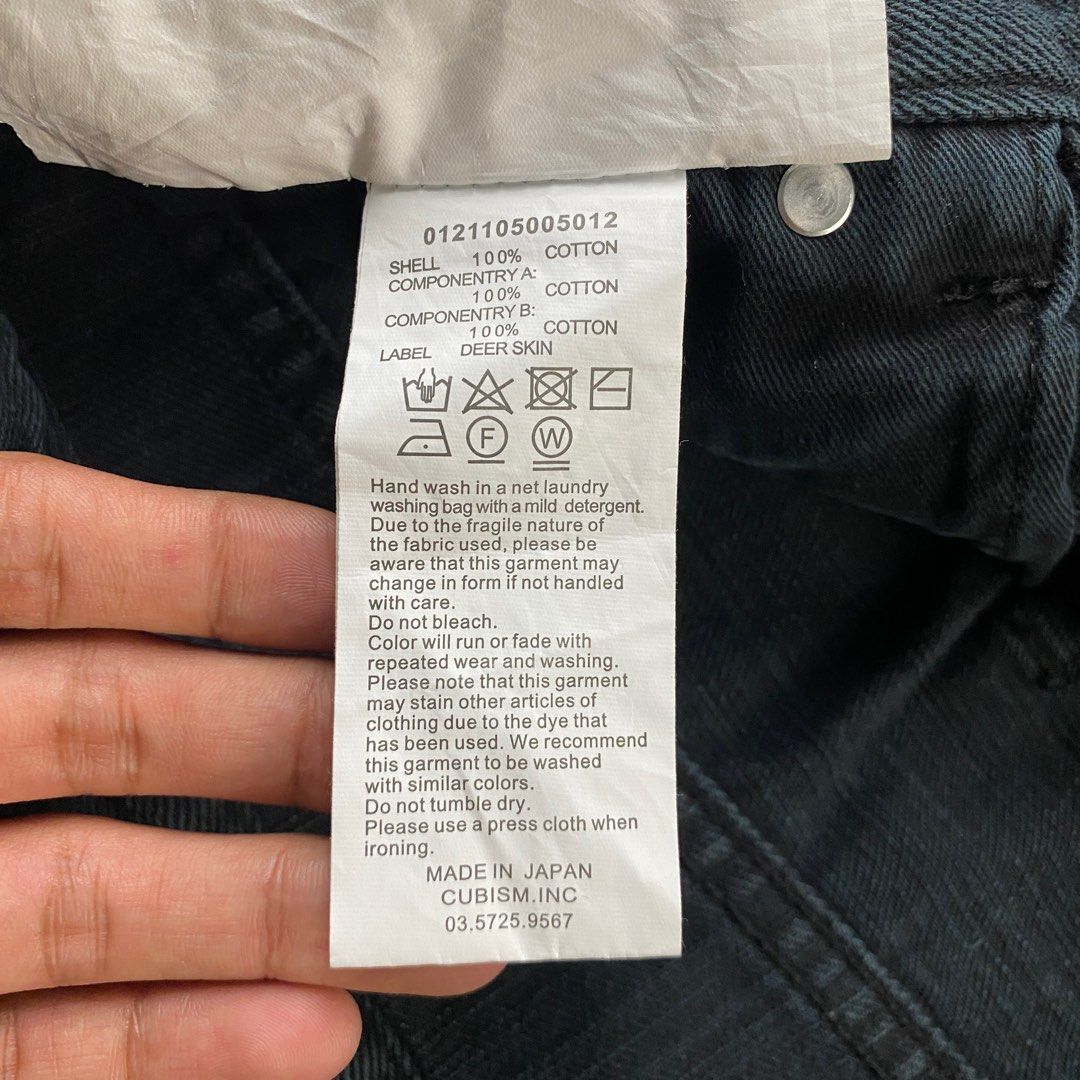 0121105005012
SHELL 100% COTTON
COMPONENTRY A:
100% COTTON
COMPONENTRY B:
100% COTTON
LABEL DEER SKIN
F W
Hand wash in a net laundry
washing bag with a mild detergent.
Due to the fragile nature of
the fabric used, please be
aware that this garment may
change in form if not handled
with care.
Do not bleach.
Color will run or fade with
repeated wear and washing.
Please note that this garment
may stain other articles of
clothing due to the dye that
has been used. We recommend
this garment to be washed
with similar colors.
Do not tumble dry.
Please use a press cloth when
ironing.
MADE IN JAPAN
CUBISM.INC
03.5725.9567